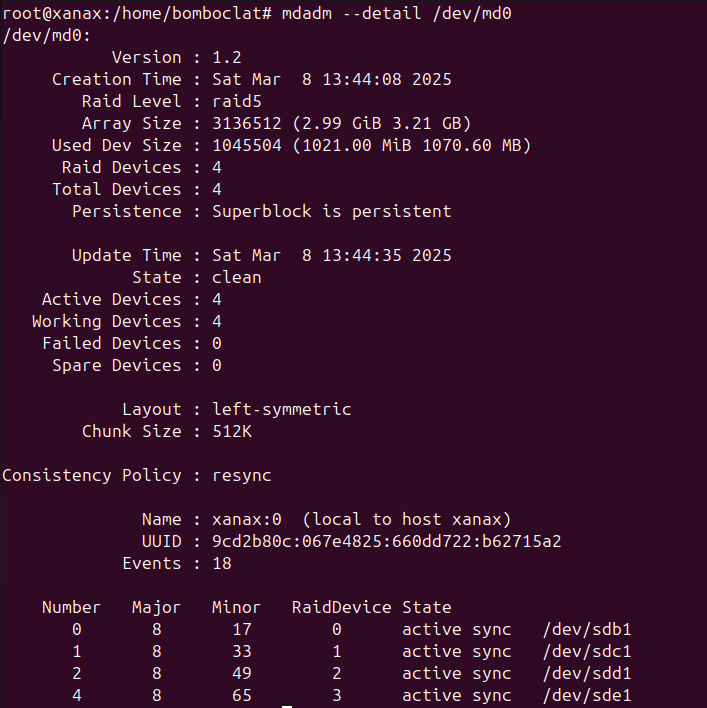 root@xanax:/home/bomboclat# mdadm --detail /dev/md0
/dev/md0:
Version : 1.2
Creation Time : Sat Mar  8 13:44:08 2025
Raid Level : raid5
Array Size : 3136512 (2.99 GiB 3.21 GB)
Used Dev Size : 1045504 (1021.00 MiB 1070.60 MB)
Raid Devices : 4
Total Devices : 4
Persistence : Superblock is persistent
Update Time : Sat Mar  8 13:44:35 2025
State : clean
Active Devices : 4
Working Devices : 4
Failed Devices : 0
Spare Devices : 0
Layout : left-symmetric
Chunk Size : 512K
Consistency Policy : resync
Name : xanax:0  (local to host xanax)
UUID : 9cd2b80c:067e4825:660dd722:b62715a2
Events : 18
Number   Major   Minor   RaidDevice State
0       8       17        0      active sync   /dev/sdb1
1       8       33        1      active sync   /dev/sdc1
2       8       49        2      active sync   /dev/sdd1
4       8       65        3      active sync   /dev/sde1